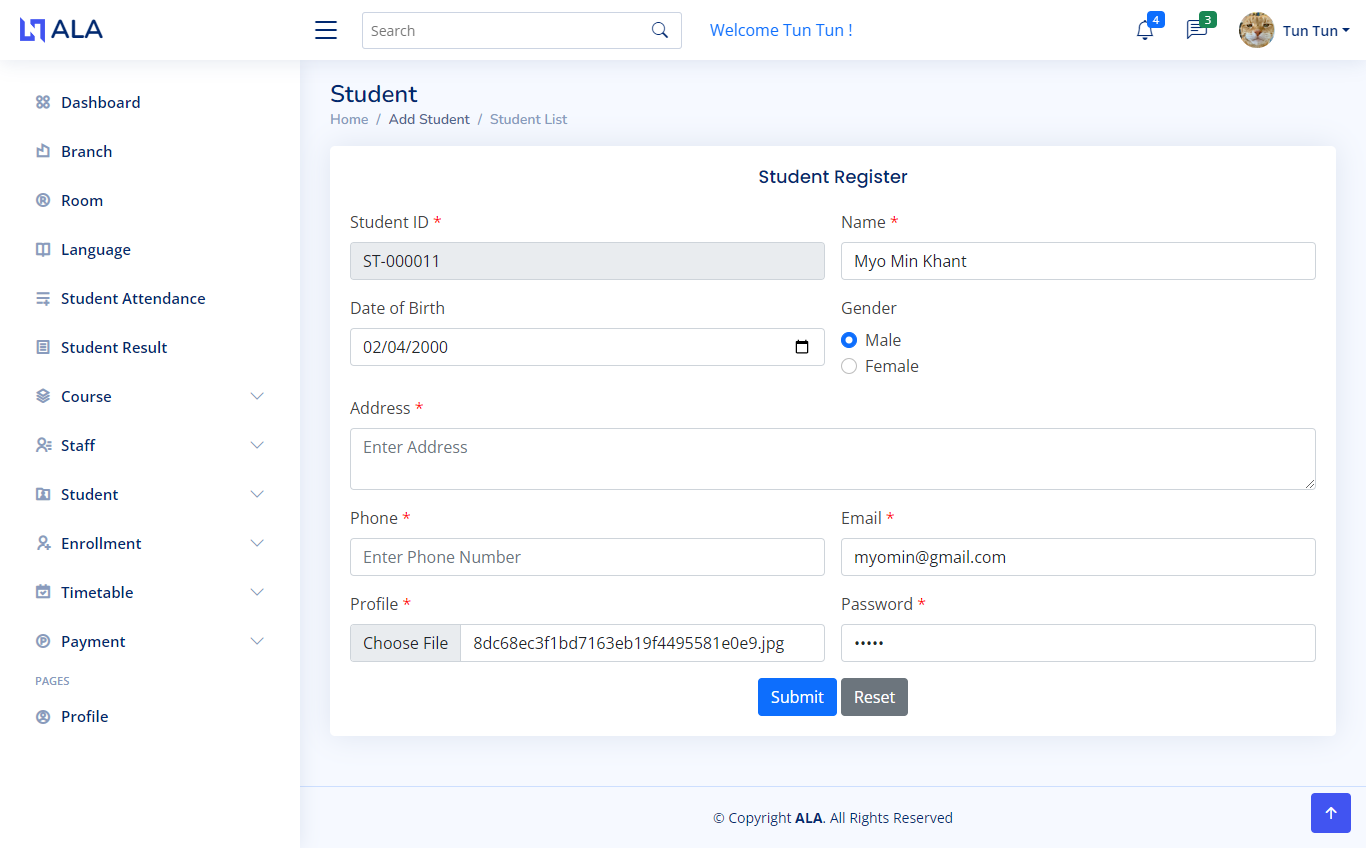 ALA
Search
Welcome Tun Tun !
4
3
Tun Tun
Dashboard
Branch
Room
Language
Student Attendance
Student Result
Course
Staff
Student
Enrollment
Timetable
Payment
PAGES
Profile
Student
Home / Add Student / Student List
Student Register
Student ID *
Name *
ST-000011
Myo Min Khant
Date of Birth
Gender
02/04/2000
Male
Female
Address *
Enter Address
Phone *
Email *
Enter Phone Number
myomin@gmail.com
Profile *
Password *
Choose File 8dc68ec3f1bd7163eb19f4495581e0e9.jpg
•••••
Submit Reset
© Copyright ALA. All Rights Reserved